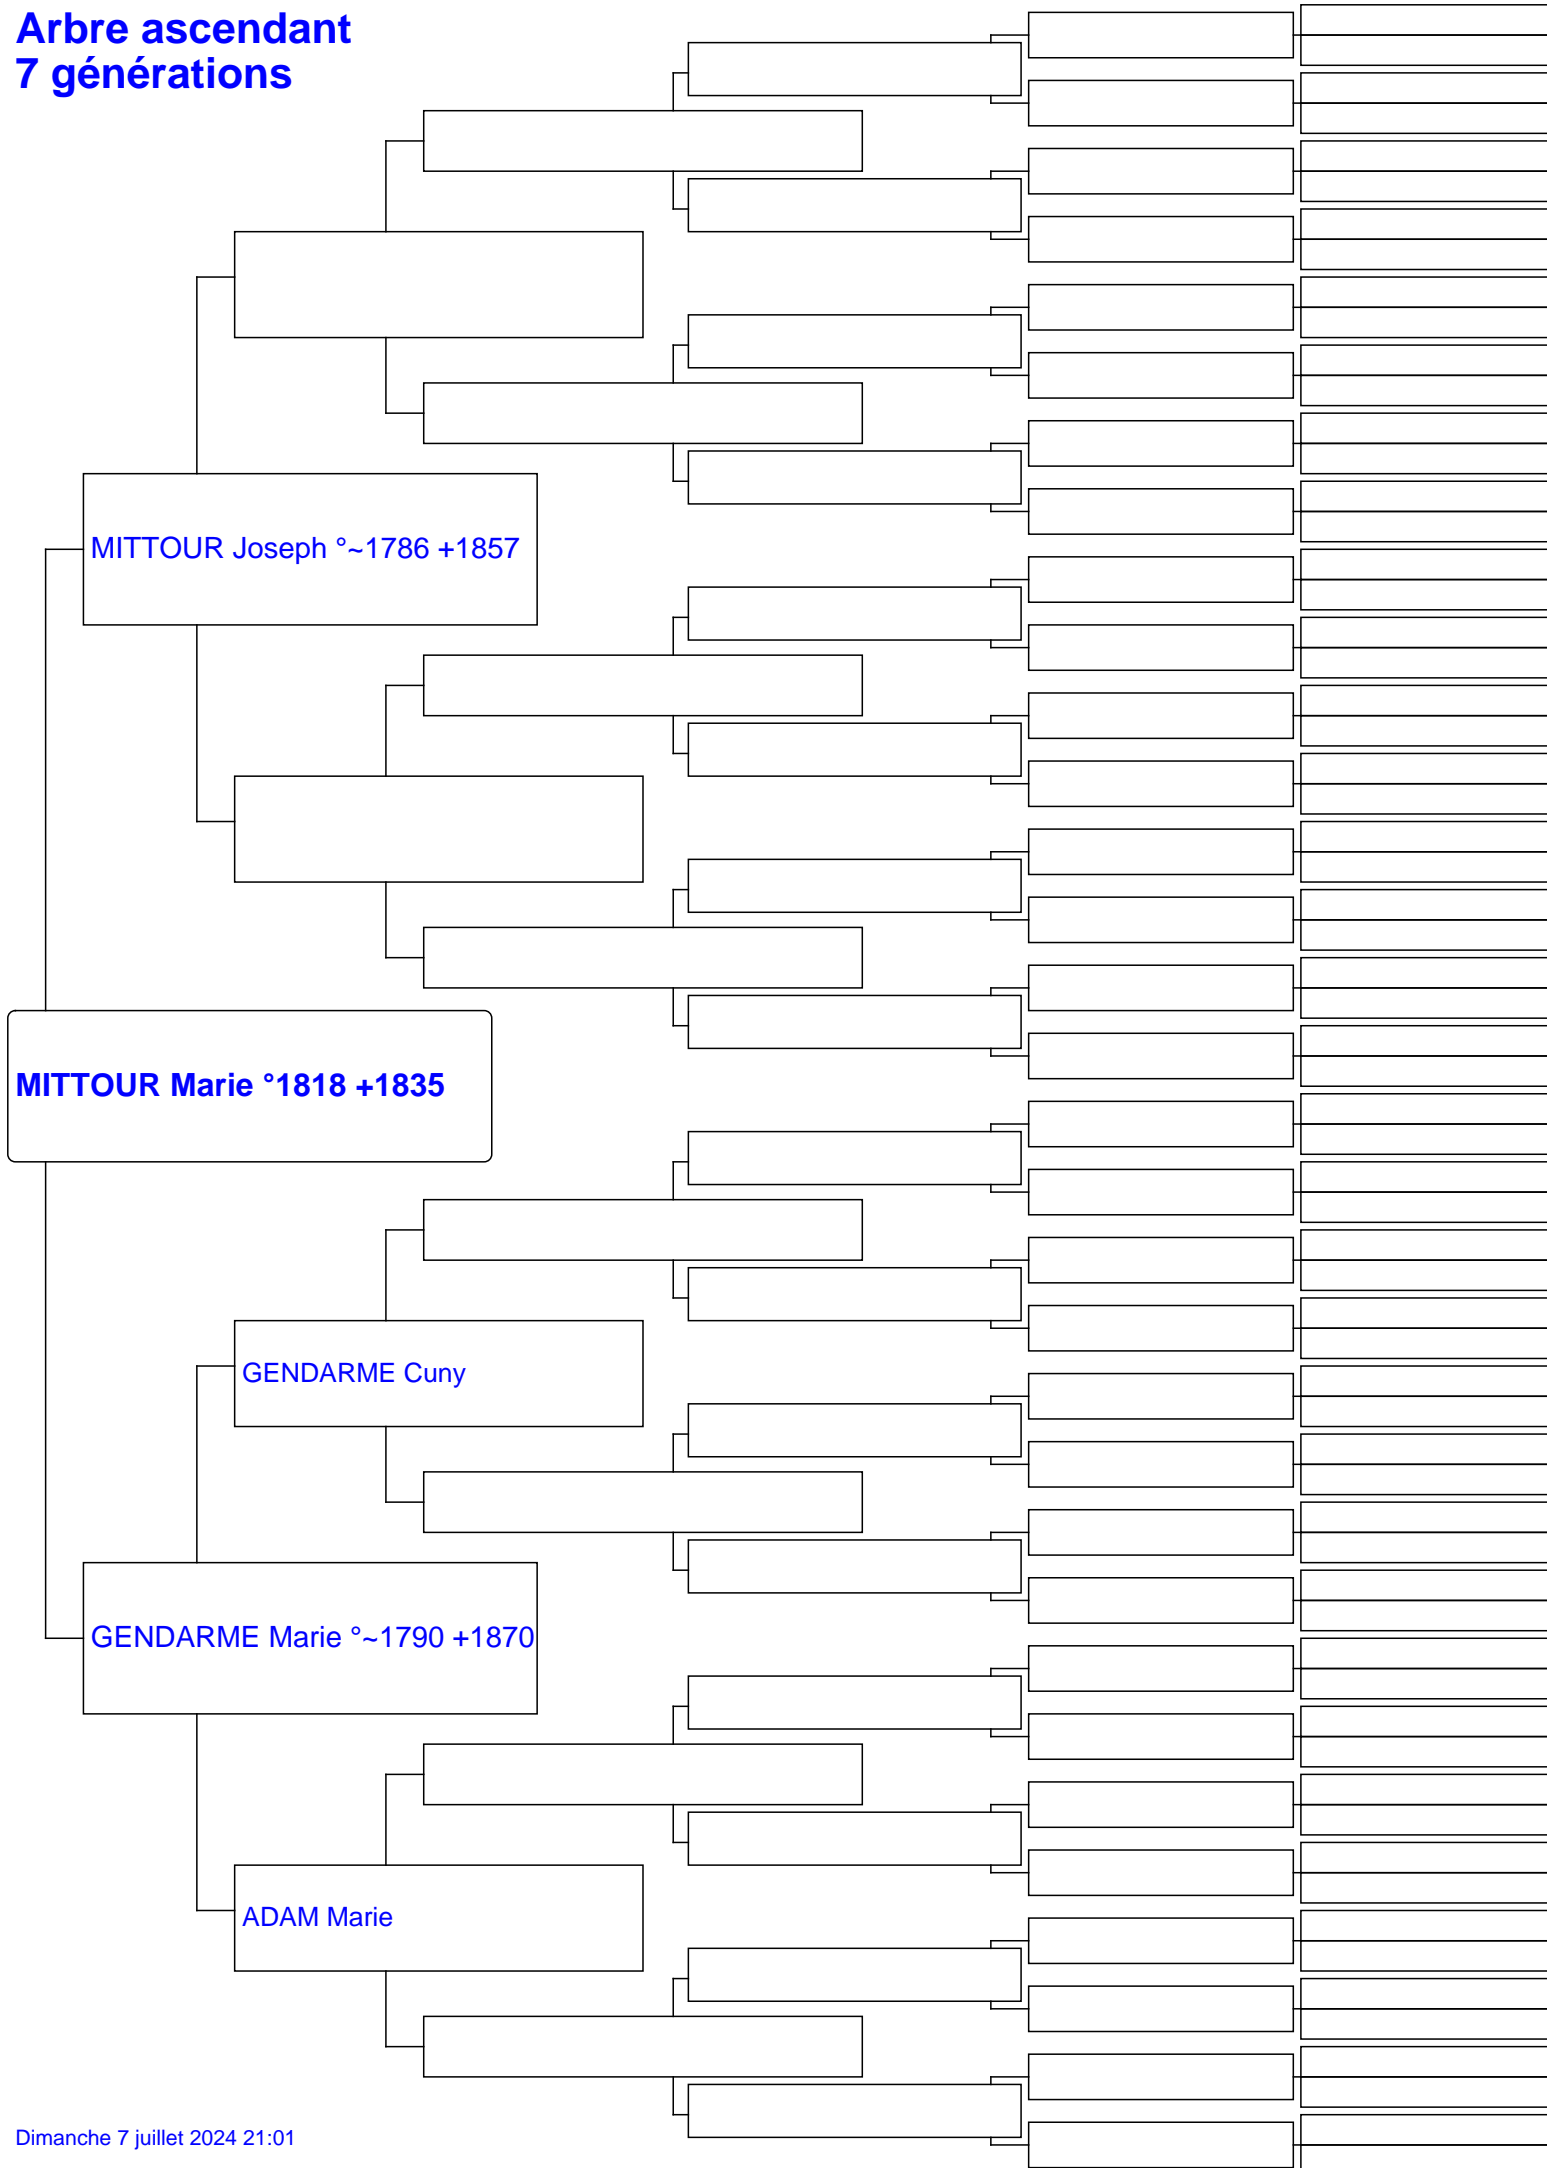 Arbre ascendant
7 générations
MITTOUR Joseph °~1786 +1857
MITTOUR Marie °1818 +1835
GENDARME Cuny
GENDARME Marie °~1790 +1870
ADAM Marie
Dimanche 7 juillet 2024 21:01